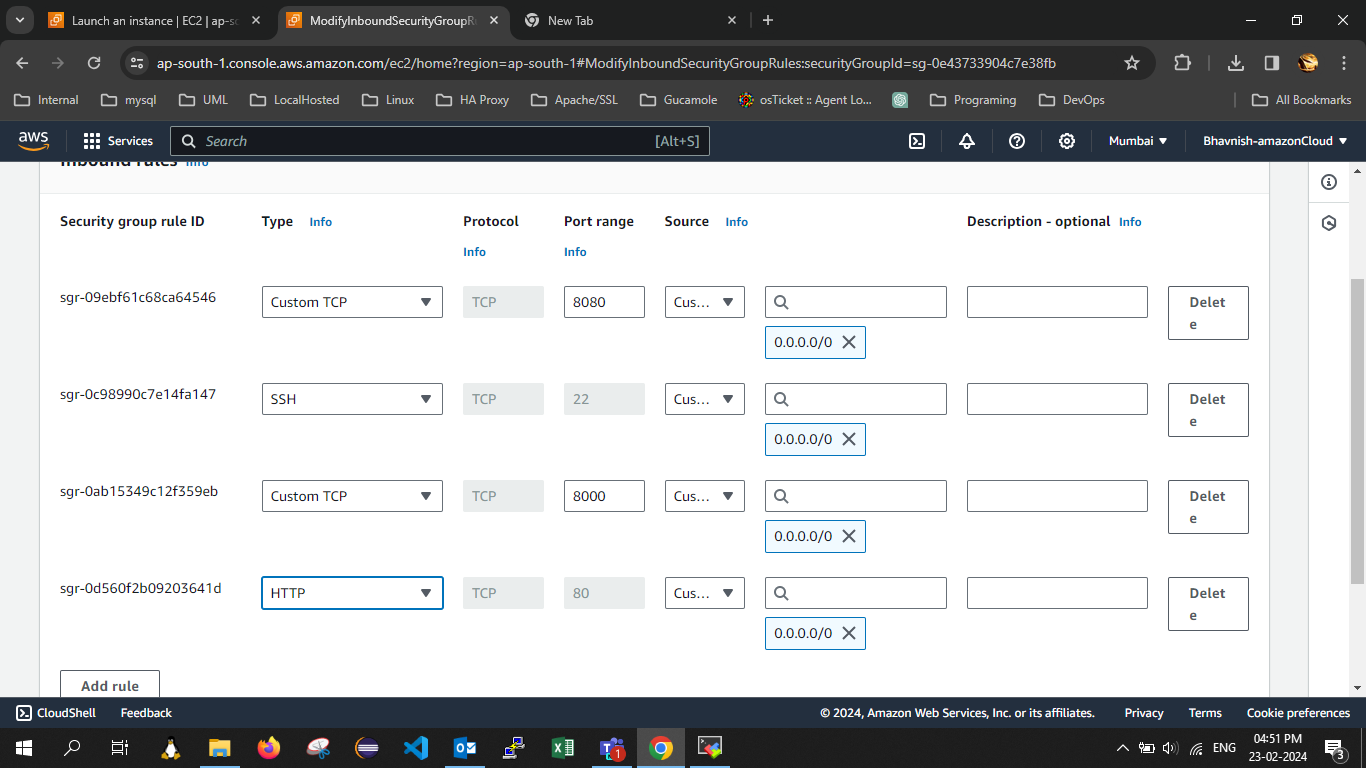 Launch an instance | EC2 | ap-sc
ModifyInboundSecurityGroupRu
New Tab
ap-south-1.console.aws.amazon.com/ec2/home?region=ap-south-1#ModifyInboundSecurityGroupRules:securityGroupId=sg-0e43733904c7e38fb
Internal
mysql
UML
LocalHosted
Linux
HA Proxy
Apache/SSL
Gucamole
osTicket :: Agent Lo...
Programing
DevOps
All Bookmarks
aws
Services
Search
[Alt+S]
Mumbai
Bhavnish-amazonCloud
Inbound rules Info
Security group rule ID
Type Info
Protocol
Info
Port range
Info
Source Info
Description - optional Info
sgr-09ebf61c68ca64546
Custom TCP
TCP
8080
Cus...
0.0.0.0/0
Delet
e
sgr-0c98990c7e14fa147
SSH
TCP
22
Cus...
0.0.0.0/0
Delet
e
sgr-0ab15349c12f359eb
Custom TCP
TCP
8000
Cus...
0.0.0.0/0
Delet
e
sgr-0d560f2b09203641d
HTTP
TCP
80
Cus...
0.0.0.0/0
Delet
e
Add rule
CloudShell
Feedback
© 2024, Amazon Web Services, Inc. or its affiliates.
Privacy
Terms
Cookie preferences
1
ENG
04:51 PM
23-02-2024
3